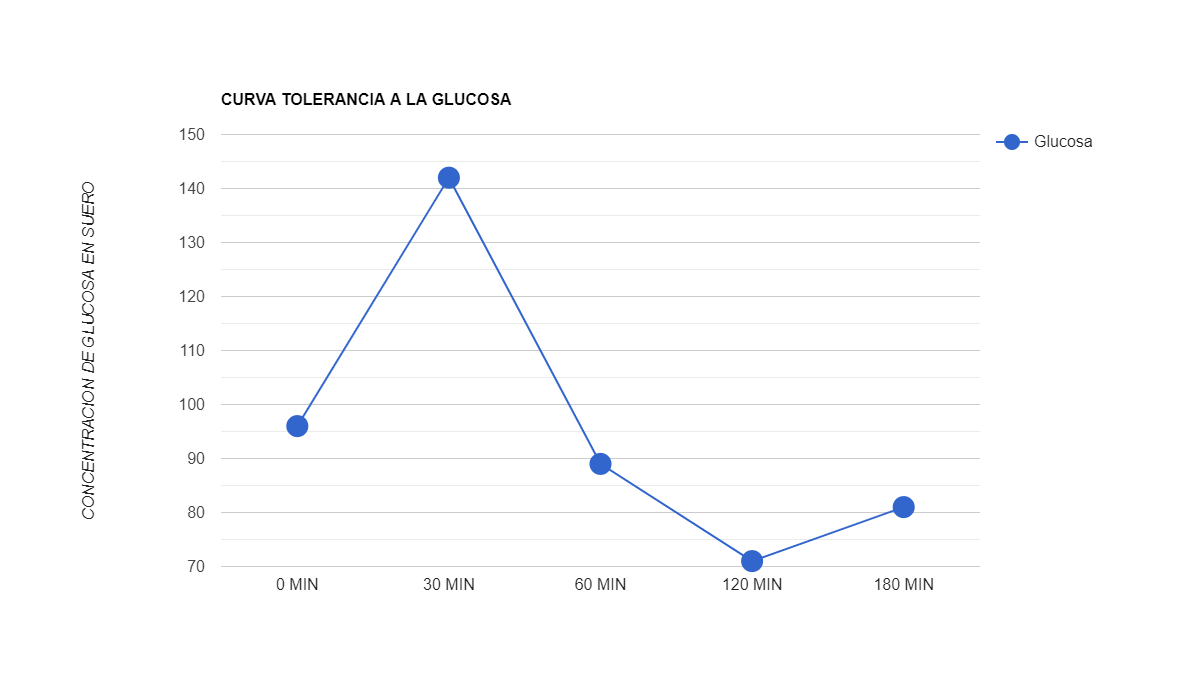 CURVA TOLERANCIA A LA GLUCOSA
CONCENTRACION DE GLUCOSA EN SUERO
150
140
130
120
110
100
90
80
70
0 MIN
30 MIN
60 MIN
120 MIN
180 MIN
Glucosa